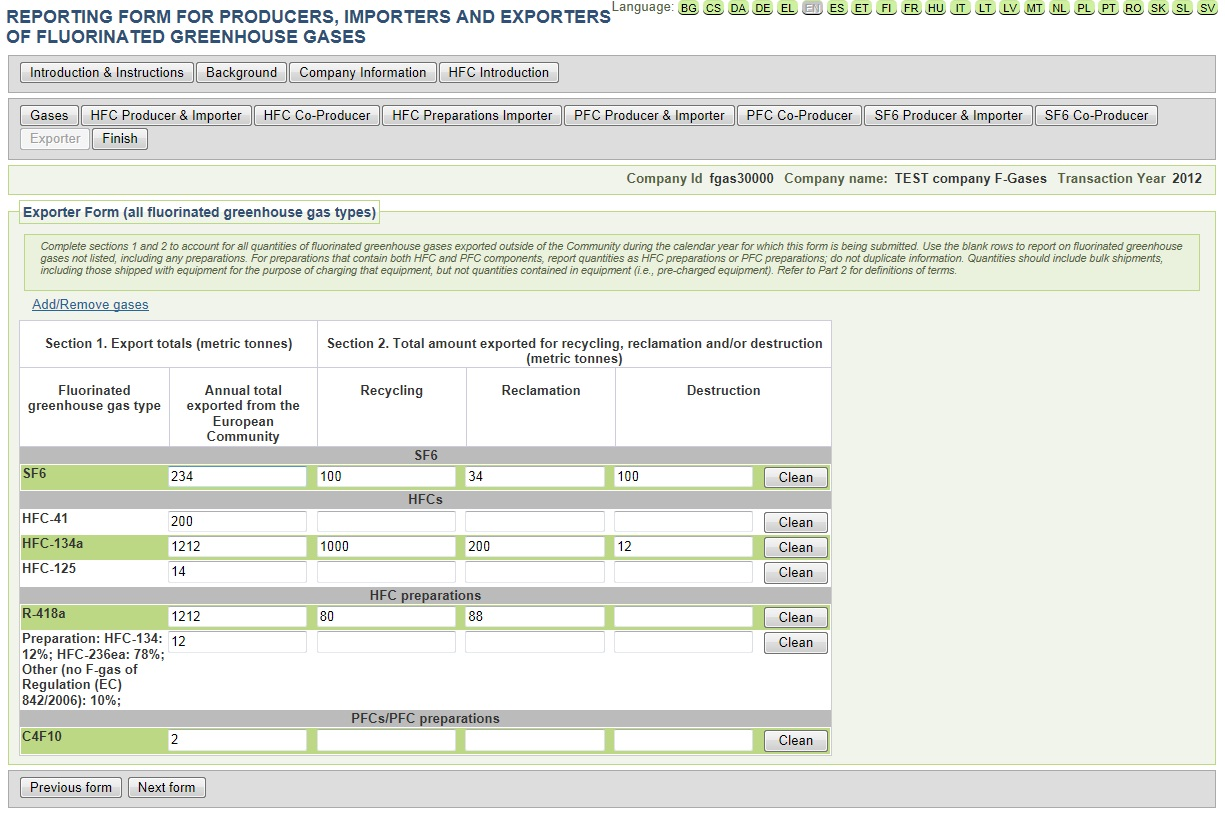 REPORTING FORM FOR PRODUCERS, IMPORTERS AND EXPORTERS
OF FLUORINATED GREENHOUSE GASES
Language: BG CS DA DE EL EN ES ET FI FR HU IT LT LV MT NL PL PT RO SK SL SV
Introduction & Instructions Background Company Information HFC Introduction
Gases HFC Producer & Importer HFC Co-Producer HFC Preparations Importer PFC Producer & Importer PFC Co-Producer SF6 Producer & Importer SF6 Co-Producer
Exporter Finish
Company Id fgas30000 Company name: TEST company F-Gases Transaction Year 2012
Exporter Form (all fluorinated greenhouse gas types)
Complete sections 1 and 2 to account for all quantities of fluorinated greenhouse gases exported outside of the Community during the calendar year for which this form is being submitted. Use the blank rows to report on fluorinated greenhouse
gases not listed, including any preparations. For preparations that contain both HFC and PFC components, report quantities as HFC preparations or PFC preparations; do not duplicate information. Quantities should include bulk shipments,
including those shipped with equipment for the purpose of charging that equipment, but not quantities contained in equipment (i.e., pre-charged equipment). Refer to Part 2 for definitions of terms.
Add/Remove gases
Section 1. Export totals (metric tonnes)
Section 2. Total amount exported for recycling, reclamation and/or destruction
(metric tonnes)
Fluorinated
greenhouse gas type
Annual total
exported from the
European
Community
Recycling
Reclamation
Destruction
SF6
SF6 234 100 34 100 Clean
HFCs
HFC-41 200 Clean
HFC-134a 1212 1000 200 12 Clean
HFC-125 14 Clean
HFC preparations
R-418a 1212 80 88 Clean
Preparation: HFC-134: 12 Clean
12%; HFC-236ea: 78%;
Other (no F-gas of
Regulation (EC)
842/2006): 10%;
PFCs/PFC preparations
C4F10 2 Clean
Previous form Next form